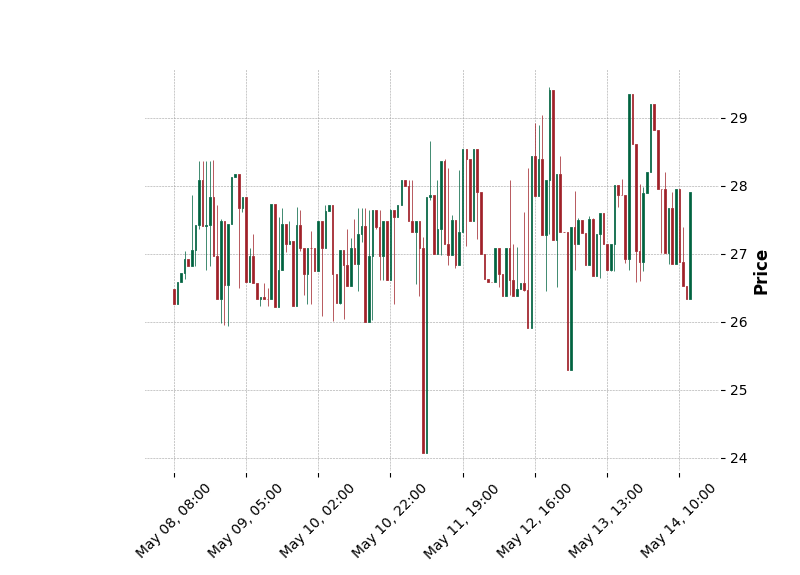 29
28
27
26
25
24
Price
May 08, 08:00
May 09, 05:00
May 10, 02:00
May 10, 22:00
May 11, 19:00
May 12, 16:00
May 13, 13:00
May 14, 10:00